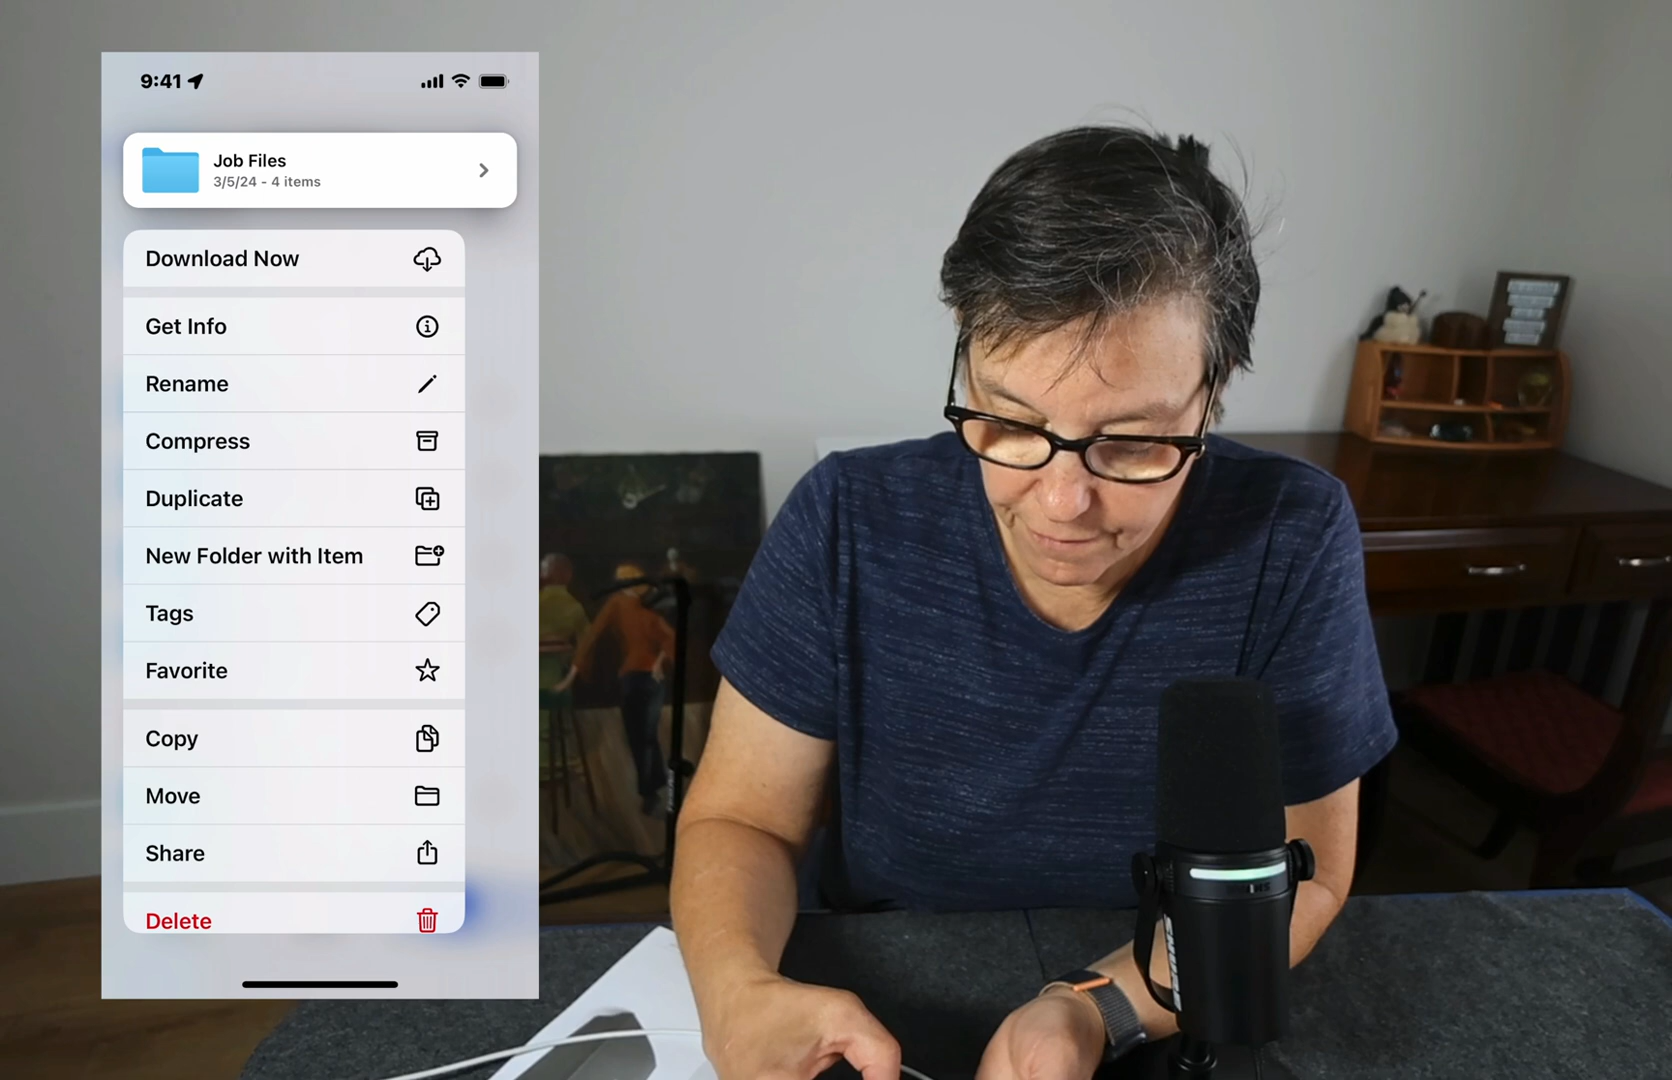 9:41
Job Files
3/5/24 - 4 items
Download Now
Get Info
Rename
Compress
Duplicate
New Folder with Item
Tags
Favorite
Copy
Move
Share
Delete
SHURE